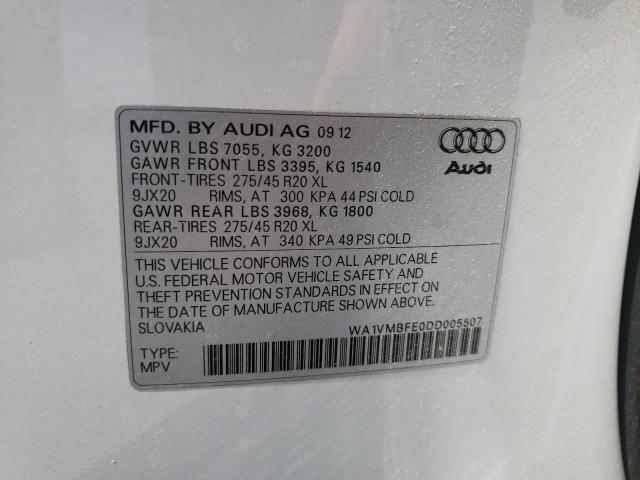 MFD. BY AUDI AG 09 12
GVWR LBS 7055, KG 3200
GAWR FRONT LBS 3395, KG 1540
FRONT-TIRES 275/45 R20 XL
9JX20 RIMS, AT 300 KPA 44 PSI COLD
GAWR REAR LBS 3968, KG 1800
REAR-TIRES 275/45 R20 XL
9JX20 RIMS, AT 340 KPA 49 PSI COLD
Audi
THIS VEHICLE CONFORMS TO ALL APPLICABLE
U.S. FEDERAL MOTOR VEHICLE SAFETY AND
THEFT PREVENTION STANDARDS IN EFFECT ON
THE DATE OF MANUFACTURE SHOWN ABOVE.
SLOVAKIA WA1VMBFE0DD005507
TYPE:
MPV